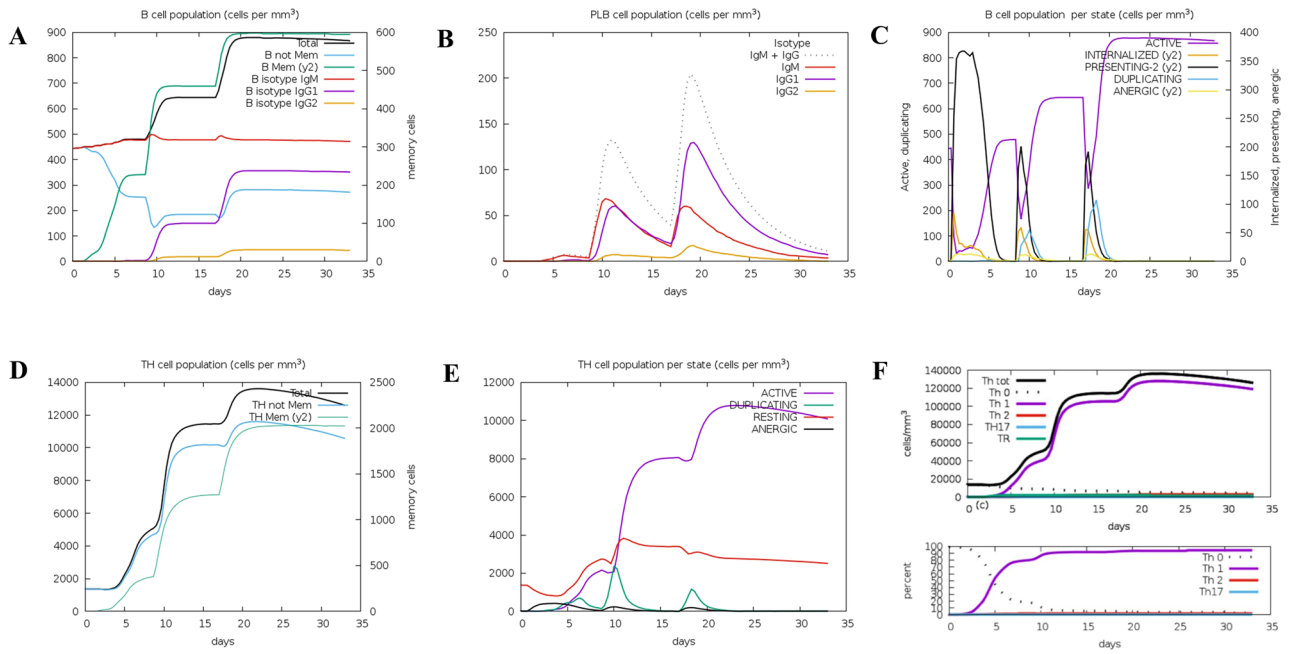 A
B cell population (cells per mm³)
900
800
700
600
500
400
300
200
100
0
600
500
400
300
200
100
0
memory cells
0 5 10 15 20 25 30 35
days
Total
B not Mem
B Mem (y2)
B isotype IgM
B isotype IgG1
B isotype IgG2
B
PLB cell population (cells per mm³)
250
200
150
100
50
0
0 5 10 15 20 25 30 35
days
Isotype
IgM + IgG
IgM
IgG1
IgG2
C
B cell population per state (cells per mm³)
Active, duplicating
900
800
700
600
500
400
300
200
100
0
400
350
300
250
200
150
100
50
0
Internalized, presenting, anergic
0 5 10 15 20 25 30 35
days
ACTIVE
INTERNALIZED (y2)
PRESENTING-2 (y2)
DUPLICATING
ANERGIC (y2)
D
TH cell population (cells per mm³)
14000
12000
10000
8000
6000
4000
2000
0
2500
2000
1500
1000
500
0
memory cells
0 5 10 15 20 25 30 35
days
Total
TH not Mem
TH Mem (y2)
E
TH cell population per state (cells per mm³)
12000
10000
8000
6000
4000
2000
0
0 5 10 15 20 25 30 35
days
ACTIVE
DUPLICATING
RESTING
ANERGIC
F
cells/mm³
140000
120000
100000
80000
60000
40000
20000
0
0 5 10 15 20 25 30 35
(c)
days
Th tot
Th 0
Th 1
Th 2
TH17
TR
percent
100
90
80
70
60
50
40
30
20
10
0
0 5 10 15 20 25 30 35
days
Th 0
Th 1
Th 2
Th17